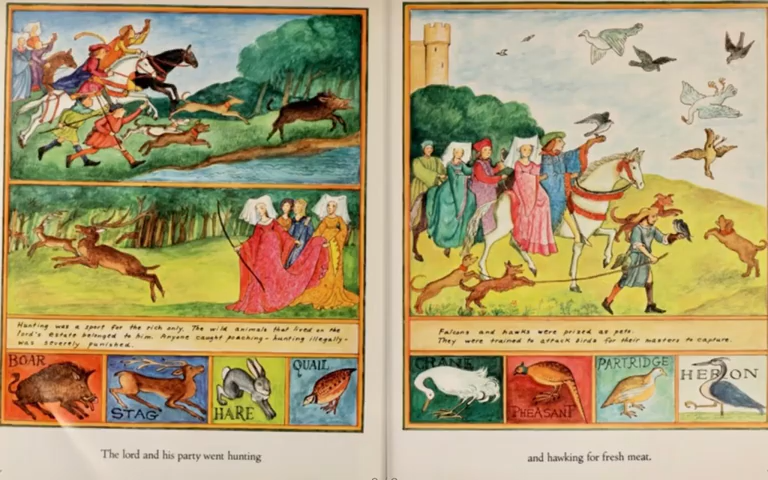 Hunting was a sport for the rich only. The wild animals that lived on the
lord's estate belonged to him. Anyone caught poaching - hunting illegally -
was severely punished.
BOAR
STAG
HARE
QUAIL
The lord and his party went hunting
Falcons and hawks were prized as pets.
They were trained to attack birds for their masters to capture.
CRANE
PHEASANT
PARTRIDGE
HERON
and hawking for fresh meat.